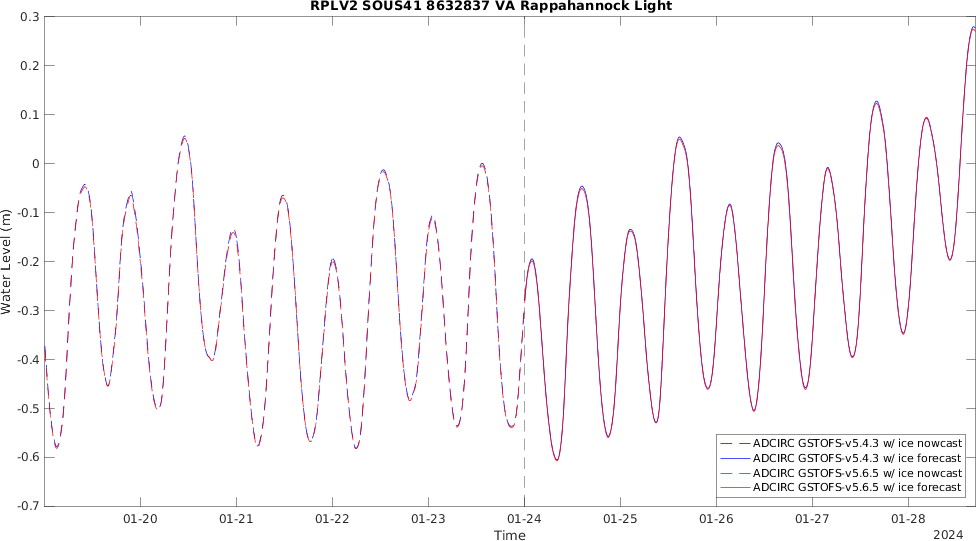 RPLV2 SOUS41 8632837 VA Rappahannock Light
0.3
0.2
0.1
0
-0.1
-0.2
-0.3
-0.4
-0.5
-0.6
-0.7
Water Level (m)
ADCIRC GSTOFS-v5.4.3 w/ ice nowcast
ADCIRC GSTOFS-v5.4.3 w/ ice forecast
ADCIRC GSTOFS-v5.6.5 w/ ice nowcast
ADCIRC GSTOFS-v5.6.5 w/ ice forecast
01-20 01-21 01-22 01-23 01-24 01-25 01-26 01-27 01-28
Time
2024